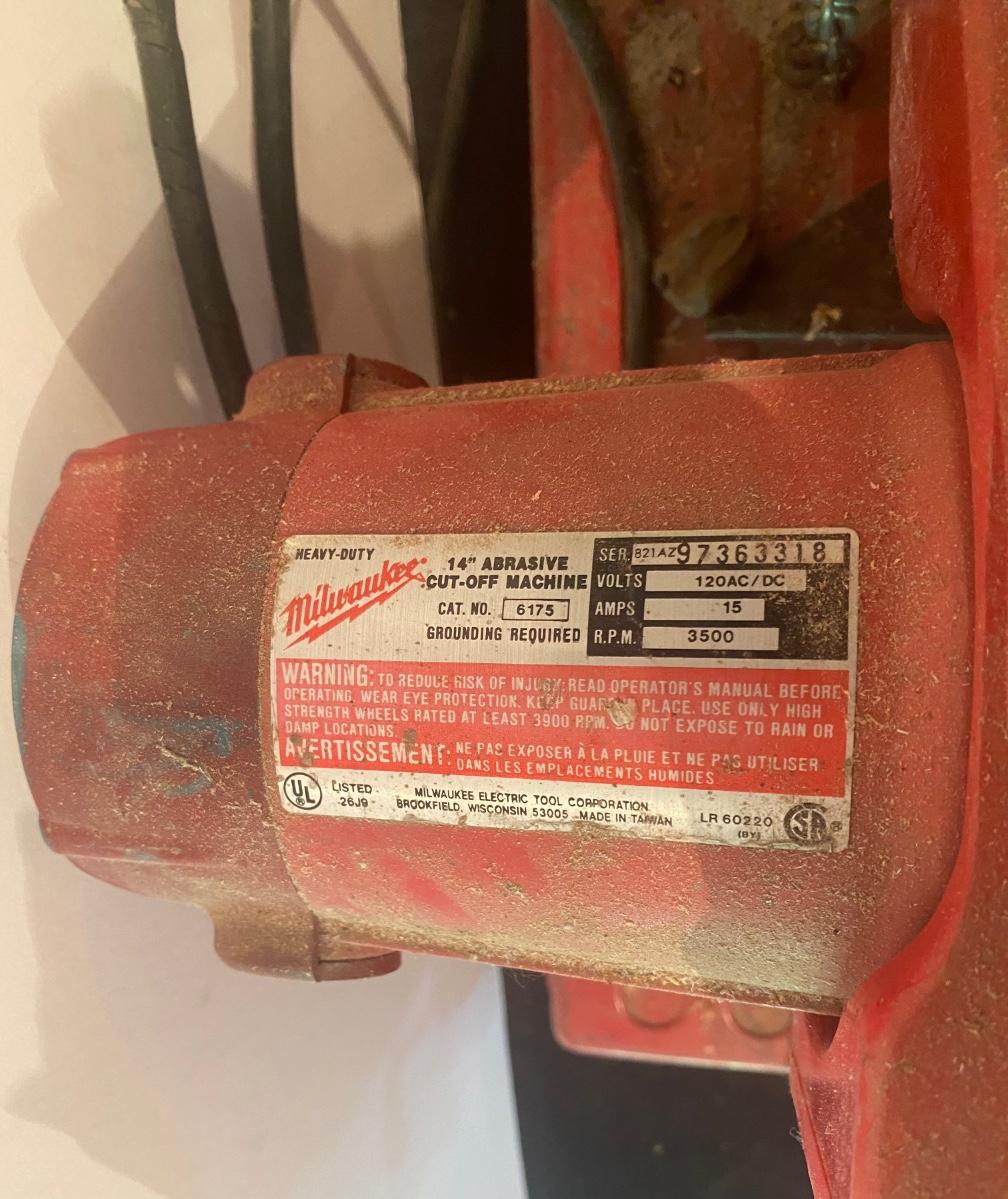 HEAVY-DUTY
Milwaukee
14" ABRASIVE
CUT-OFF MACHINE
CAT. NO. 6175
GROUNDING REQUIRED
SER. 821AZ97363318
VOLTS 120AC/DC
AMPS 15
R.P.M. 3500
WARNING: TO REDUCE RISK OF INJURY: READ OPERATOR'S MANUAL BEFORE
OPERATING. WEAR EYE PROTECTION. KEEP GUARD PLACE. USE ONLY HIGH
STRENGTH WHEELS RATED AT LEAST 3900 RPM. DO NOT EXPOSE TO RAIN OR
DAMP LOCATIONS.
AVERTISSEMENT: NE PAS EXPOSER À LA PLUIE ET NE PAS UTILISER
DANS LES EMPLACEMENTS HUMIDES
UL ®
LISTED
26J9
MILWAUKEE ELECTRIC TOOL CORPORATION
BROOKFIELD, WISCONSIN 53005 MADE IN TAIWAN
LR 60220
(BY)
SA ®